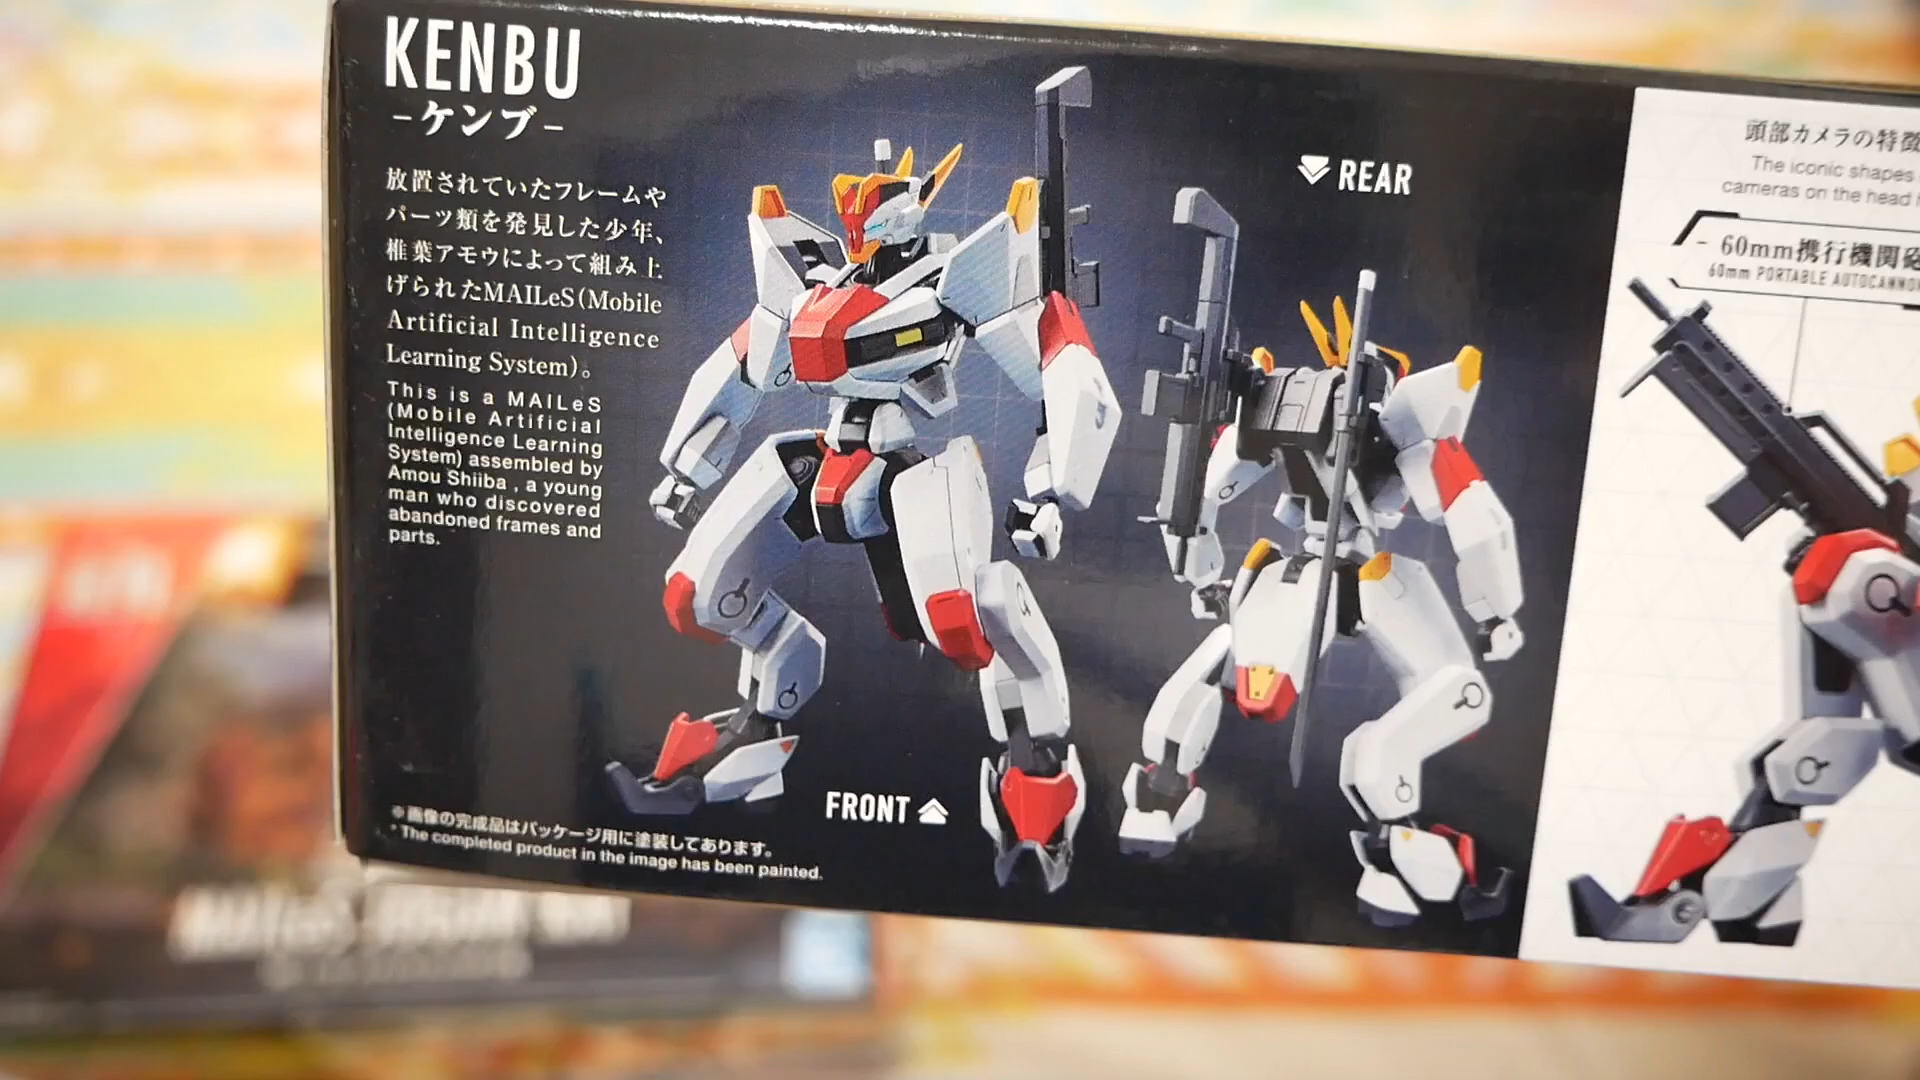 KENBU
-ケンブ-
放置されていたフレームや
パーツ類を発見した少年、
椎葉アモウによって組み上
げられたMAILeS(Mobile
Artificial Intelligence
Learning System)。
This is a MAILeS
(Mobile Artificial
Intelligence Learning
System) assembled by
Amou Shiiba , a young
man who discovered
abandoned frames and
parts.
FRONT
REAR
※画像の完成品はパッケージ用に塗装してあります。
* The completed product in the image has been painted.
頭部カメラの特徴
The iconic shapes
cameras on the head
60mm携行機関砲
60mm PORTABLE AUTOCANNON